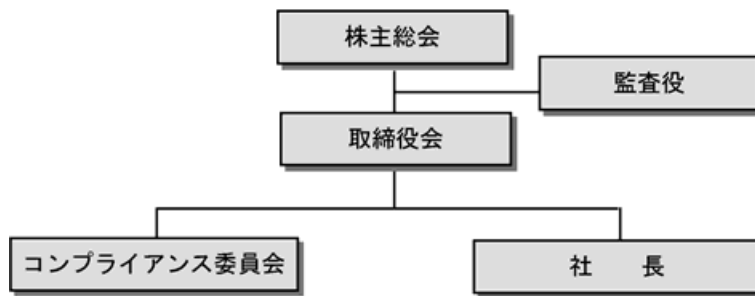 株主総会
監査役
取締役会
コンプライアンス委員会
社　　長